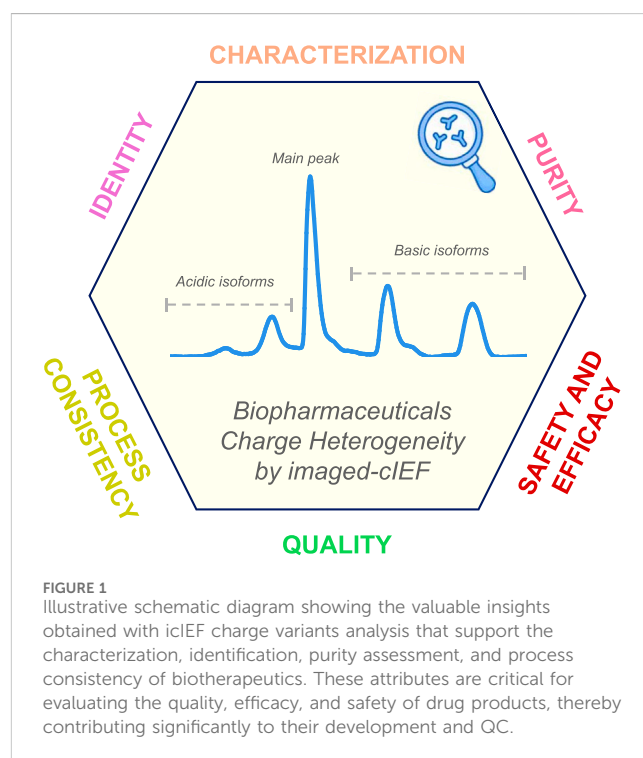 CHARACTERIZATION
IDENTITY
PURITY
Main peak
Basic isoforms
Acidic isoforms
PROCESS
CONSISTENCY
SAFETY AND
EFFICACY
Biopharmaceuticals
Charge Heterogeneity
by imaged-cIEF
QUALITY
FIGURE 1
Illustrative schematic diagram showing the valuable insights
obtained with icIEF charge variants analysis that support the
characterization, identification, purity assessment, and process
consistency of biotherapeutics. These attributes are critical for
evaluating the quality, efficacy, and safety of drug products, thereby
contributing significantly to their development and QC.